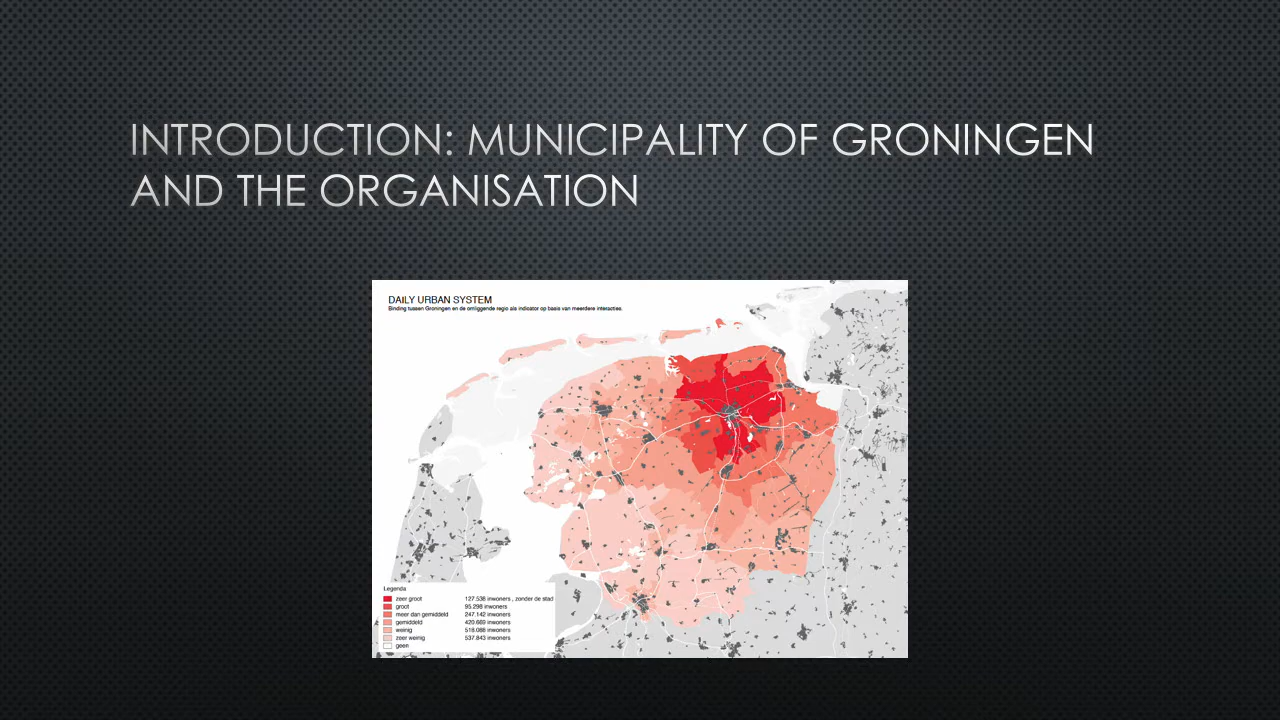 INTRODUCTION: MUNICIPALITY OF GRONINGEN
AND THE ORGANISATION
DAILY URBAN SYSTEM
Binding tussen Groningen en de omliggende regio als indicator op basis van meerdere interacties.
Legenda
zeer groot 127.536 inwoners , zonder de stad
groot 95.298 inwoners
meer dan gemiddeld 247.142 inwoners
gemiddeld 420.669 inwoners
weinig 518.088 inwoners
zeer weinig 537.843 inwoners
geen